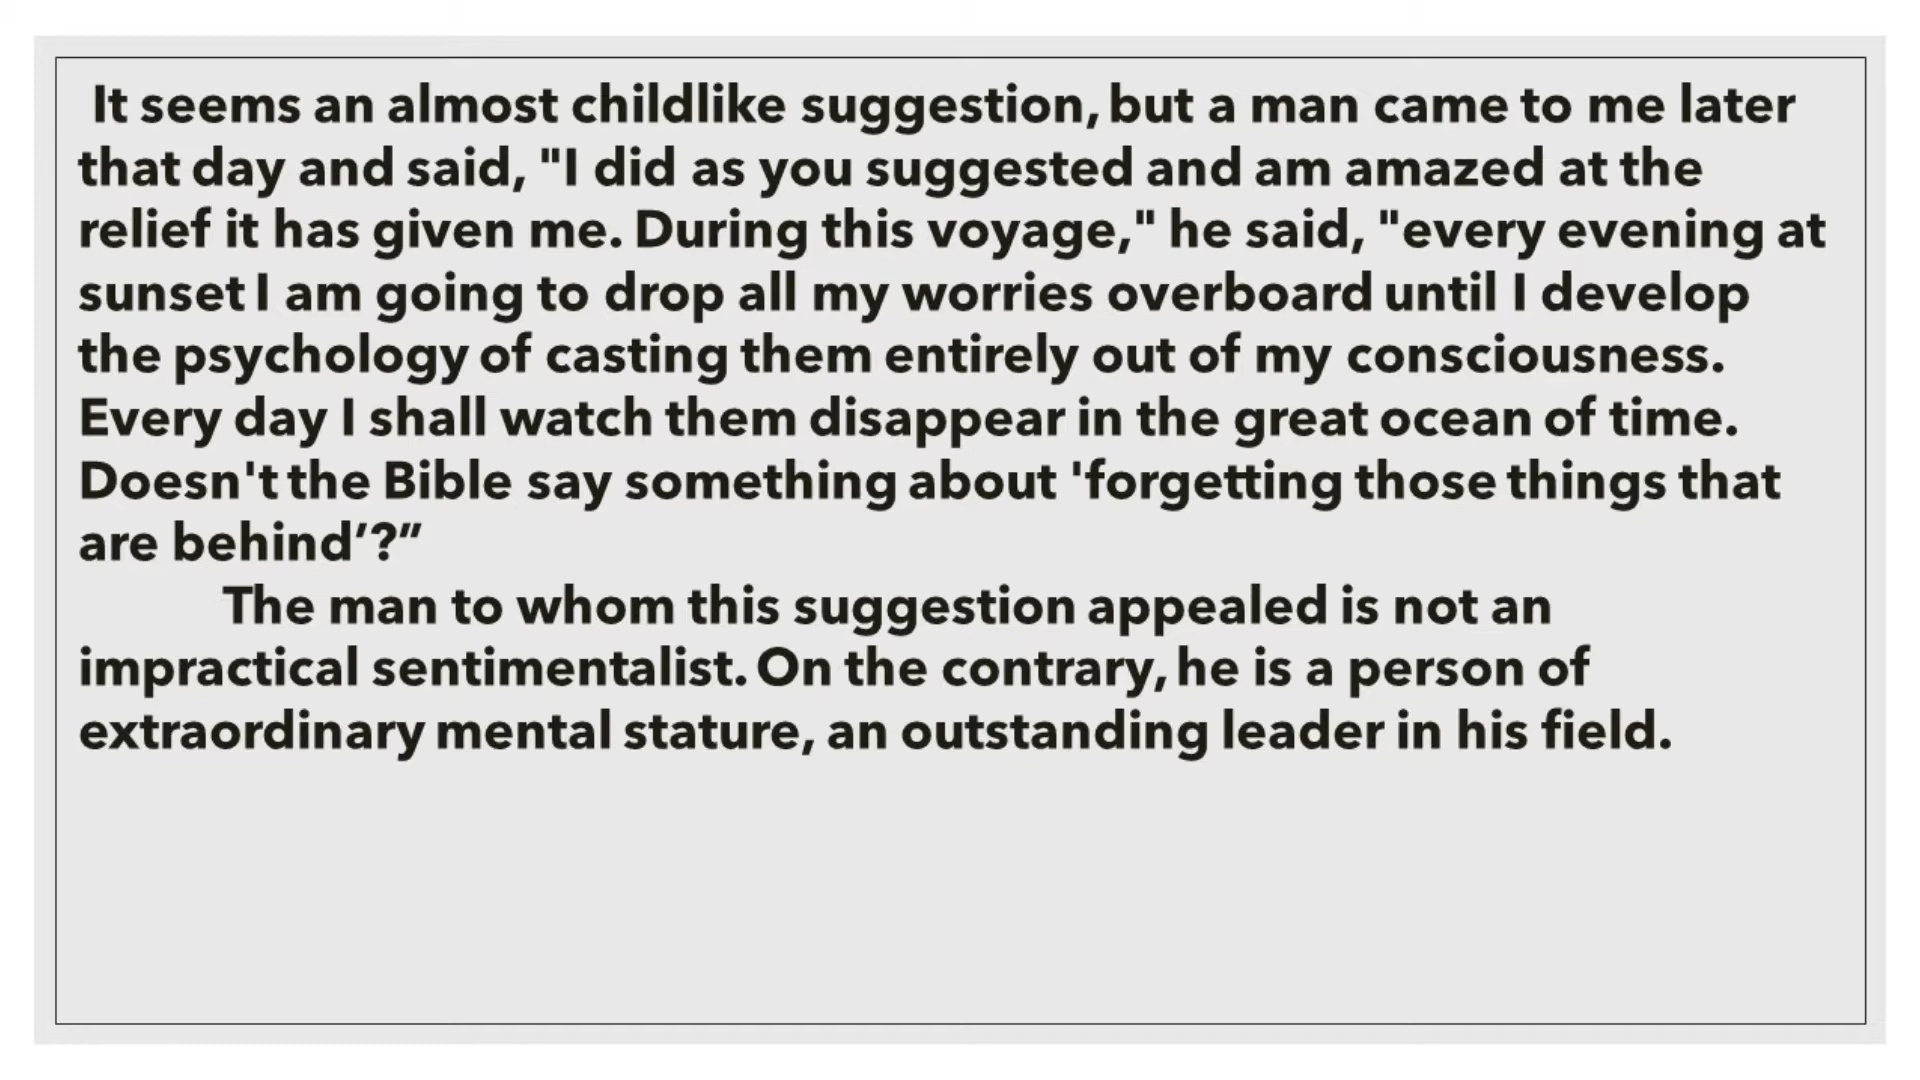 It seems an almost childlike suggestion, but a man came to me later
that day and said, "I did as you suggested and am amazed at the
relief it has given me. During this voyage," he said, "every evening at
sunset I am going to drop all my worries overboard until I develop
the psychology of casting them entirely out of my consciousness.
Every day I shall watch them disappear in the great ocean of time.
Doesn't the Bible say something about 'forgetting those things that
are behind’?”
The man to whom this suggestion appealed is not an
impractical sentimentalist. On the contrary, he is a person of
extraordinary mental stature, an outstanding leader in his field.